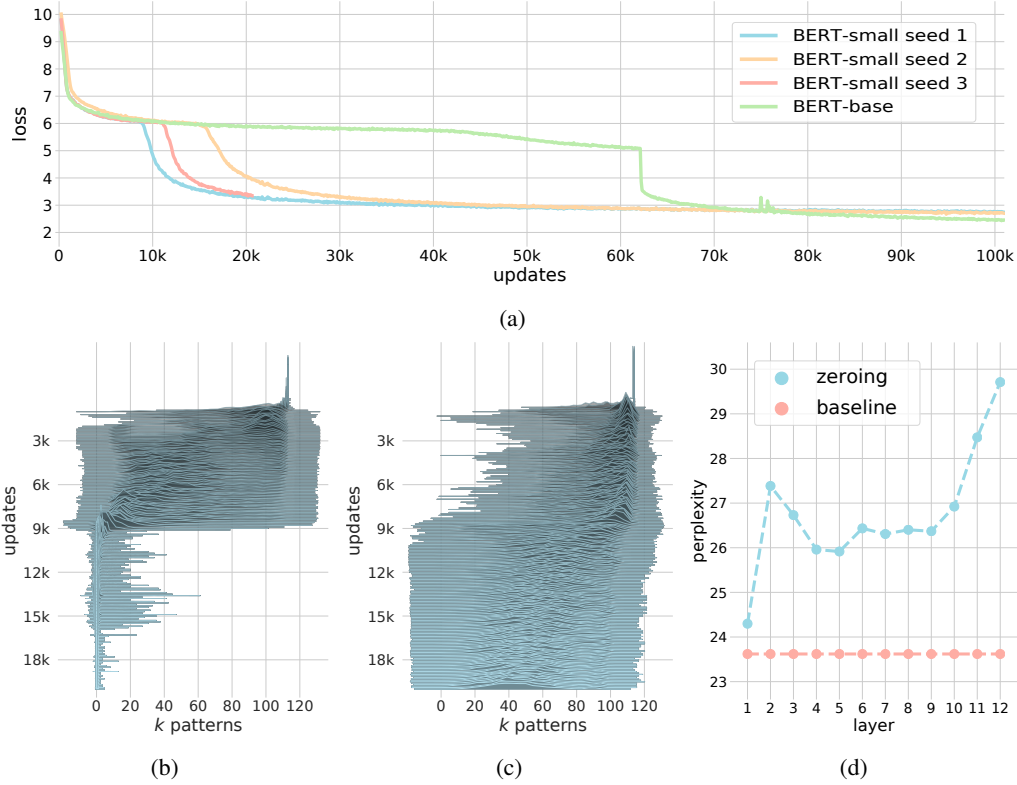 10
9
8
7
6
5
4
3
2
loss
BERT-small seed 1
BERT-small seed 2
BERT-small seed 3
BERT-base
0 10k 20k 30k 40k 50k 60k 70k 80k 90k 100k
updates
(a)
updates
3k
6k
9k
12k
15k
18k
0 20 40 60 80 100 120
k patterns
(b)
updates
3k
6k
9k
12k
15k
18k
0 20 40 60 80 100 120
k patterns
(c)
perplexity
30
29
28
27
26
25
24
23
zeroing
baseline
1 2 3 4 5 6 7 8 9 10 11 12
layer
(d)